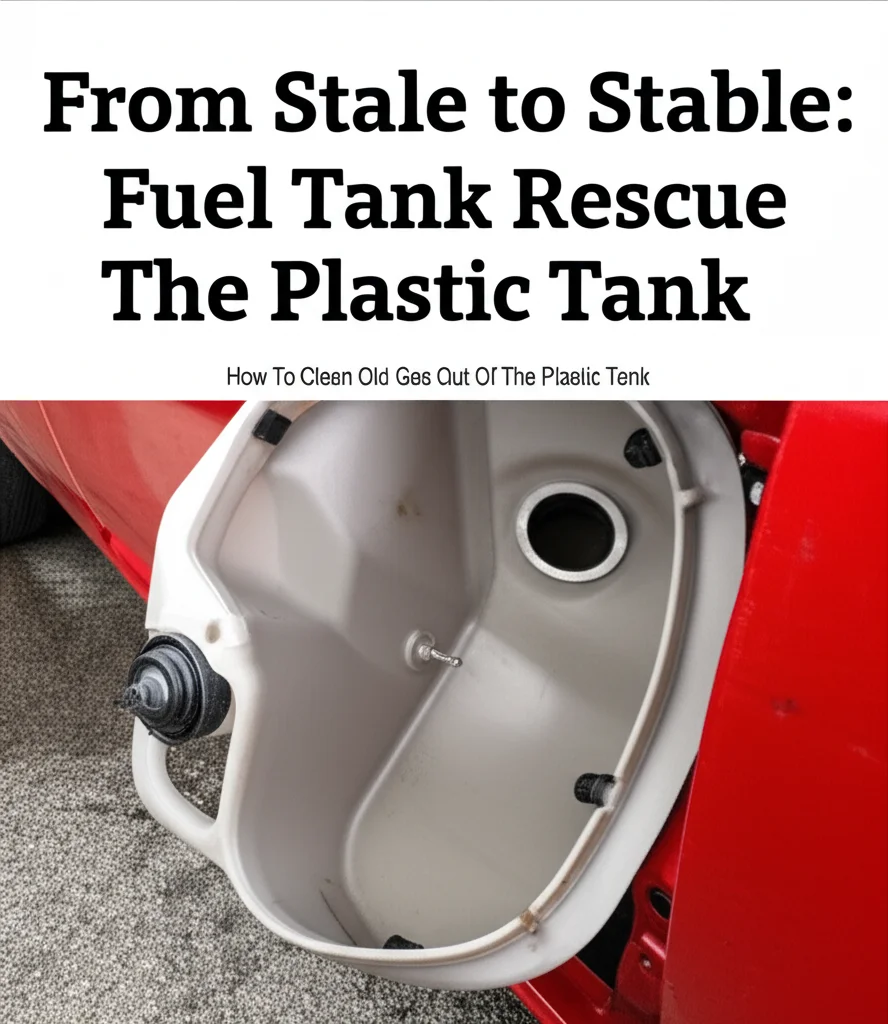 From Stale to Stable:
Fuel Tank Rescue
The Plastic Tank
How To Cleen Old Ges Out Of The Plaslic Tenk